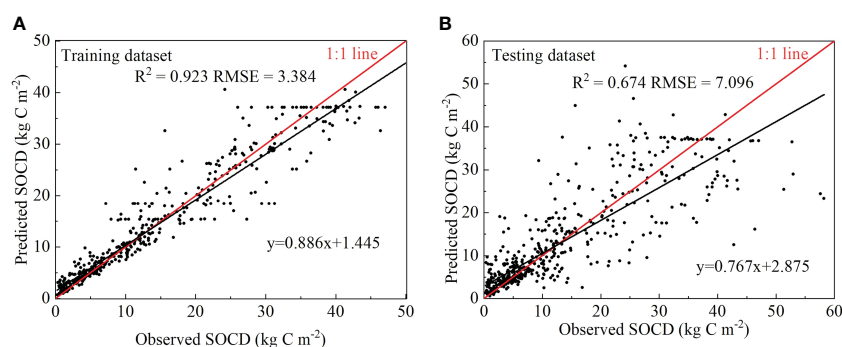 A
Training dataset
1:1 line
R² = 0.923 RMSE = 3.384
y=0.886x+1.445
50
40
30
20
10
0
0 10 20 30 40 50
Predicted SOCD (kg C m⁻²)
Observed SOCD (kg C m⁻²)
B
Testing dataset
1:1 line
R² = 0.674 RMSE = 7.096
y=0.767x+2.875
60
50
40
30
20
10
0
0 10 20 30 40 50 60
Predicted SOCD (kg C m⁻²)
Observed SOCD (kg C m⁻²)